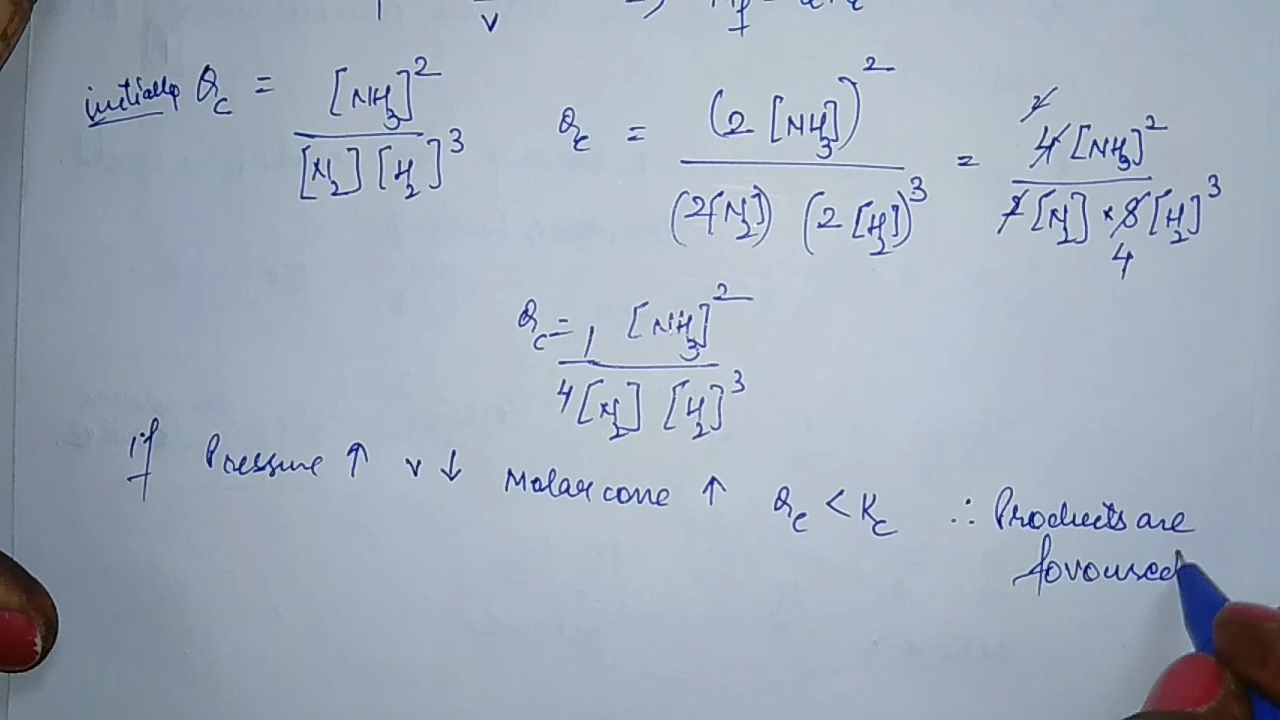 v
initially Qc = [NH3]^2 / [N2] [H2]^3 Qc = (2 [NH3])^2 / (2[N2]) (2 [H2])^3 = 4 [NH3]^2 / 2 [N2] × 8 [H2]^3
2
4
Qc = 1 [NH3]^2 / 4 [N2] [H2]^3
if Pressure ↑ v ↓ Molar conc ↑ Qc < Kc ∴ Products are
favoured